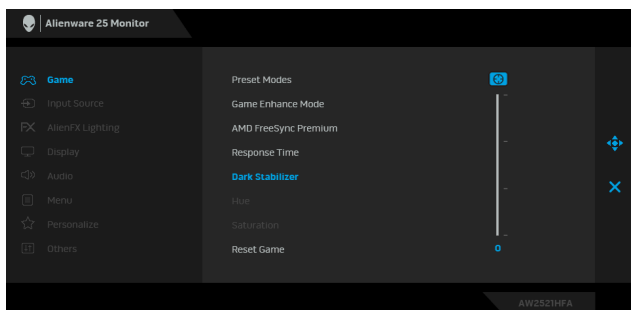 Alienware 25 Monitor
Game
Input Source
FX AlienFX Lighting
Display
Audio
Menu
Personalize
Others
Preset Modes
Game Enhance Mode
AMD FreeSync Premium
Response Time
Dark Stabilizer
Hue
Saturation
Reset Game
0
AW2521HFA